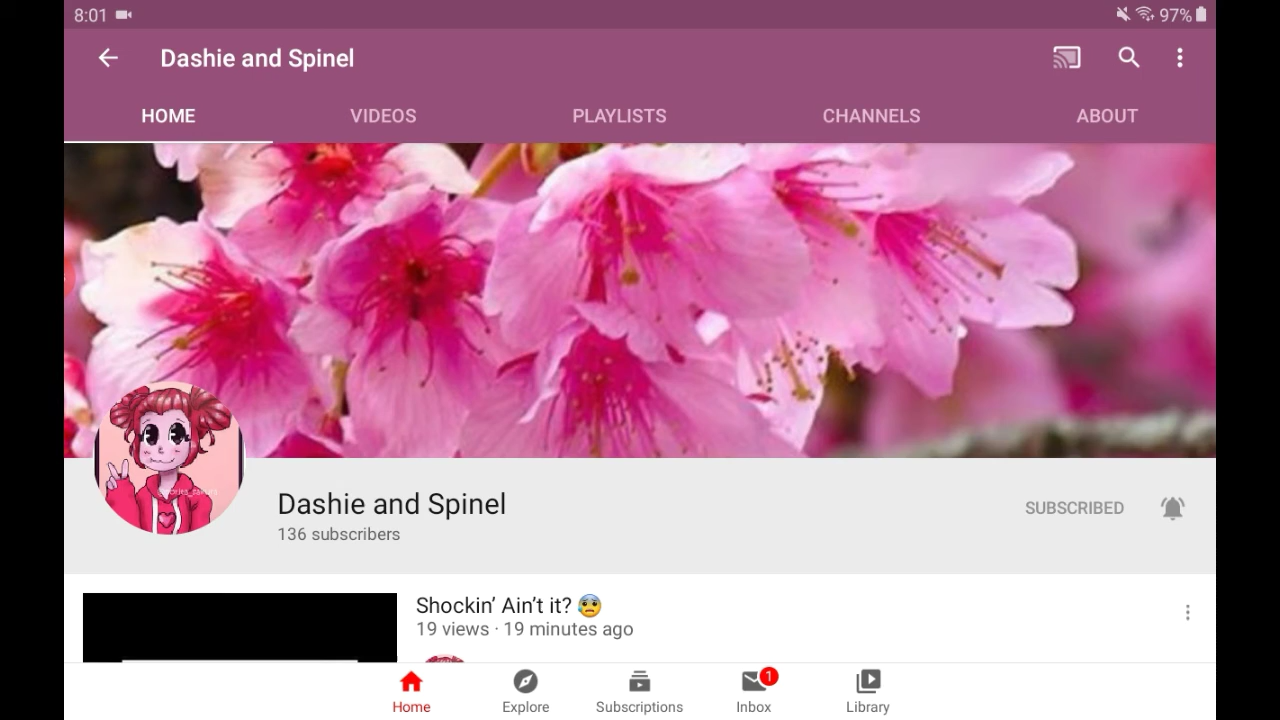 8:01
97%
Dashie and Spinel
HOME
VIDEOS
PLAYLISTS
CHANNELS
ABOUT
Dashie and Spinel
136 subscribers
SUBSCRIBED
Shockin’ Ain’t it? 😰
19 views · 19 minutes ago
1
Home
Explore
Subscriptions
Inbox
Library